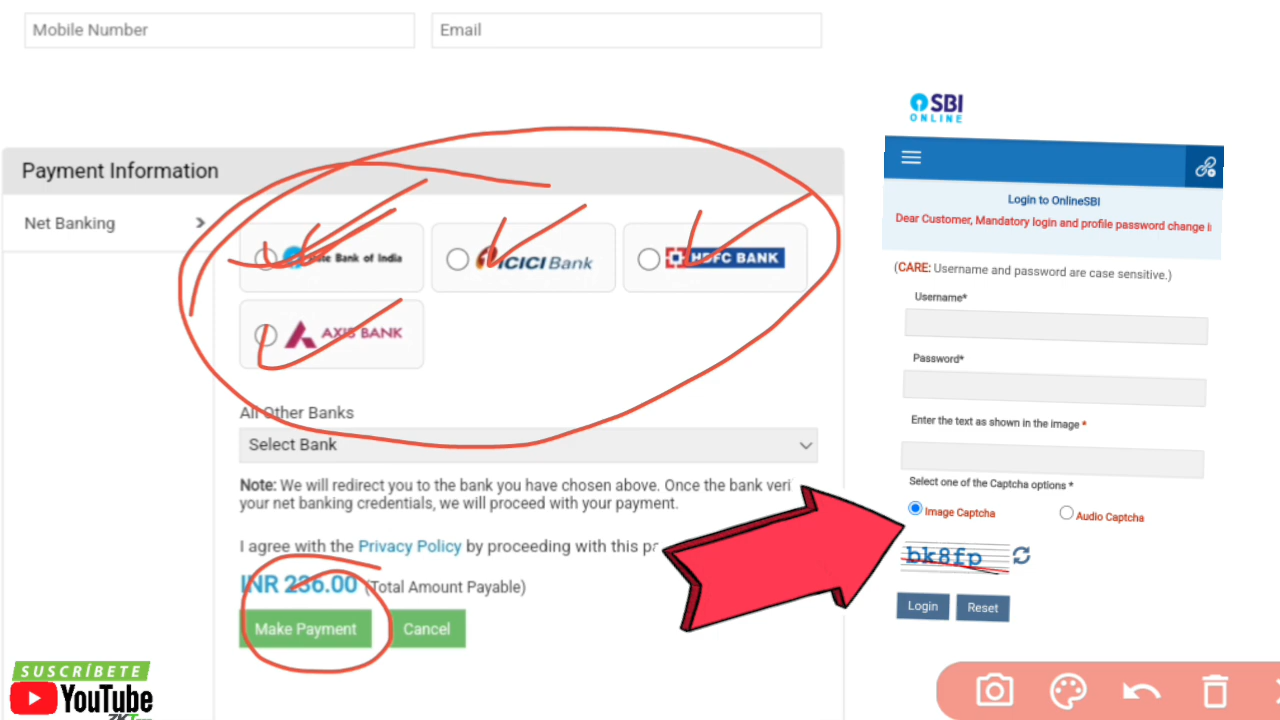 Mobile Number
Email
Payment Information
Net Banking
Bank of India
ICICI Bank
HDFC BANK
AXIS BANK
All Other Banks
Select Bank
Note: We will redirect you to the bank you have chosen above. Once the bank veri
your net banking credentials, we will proceed with your payment.
I agree with the Privacy Policy by proceeding with this pa
INR 236.00 (Total Amount Payable)
Make Payment
Cancel
SUSCRÍBETE
YouTube
SBI
ONLINE
Login to OnlineSBI
Dear Customer, Mandatory login and profile password change i
(CARE: Username and password are case sensitive.)
Username*
Password*
Enter the text as shown in the image *
Select one of the Captcha options *
Image Captcha
Audio Captcha
bk8fp
Login
Reset